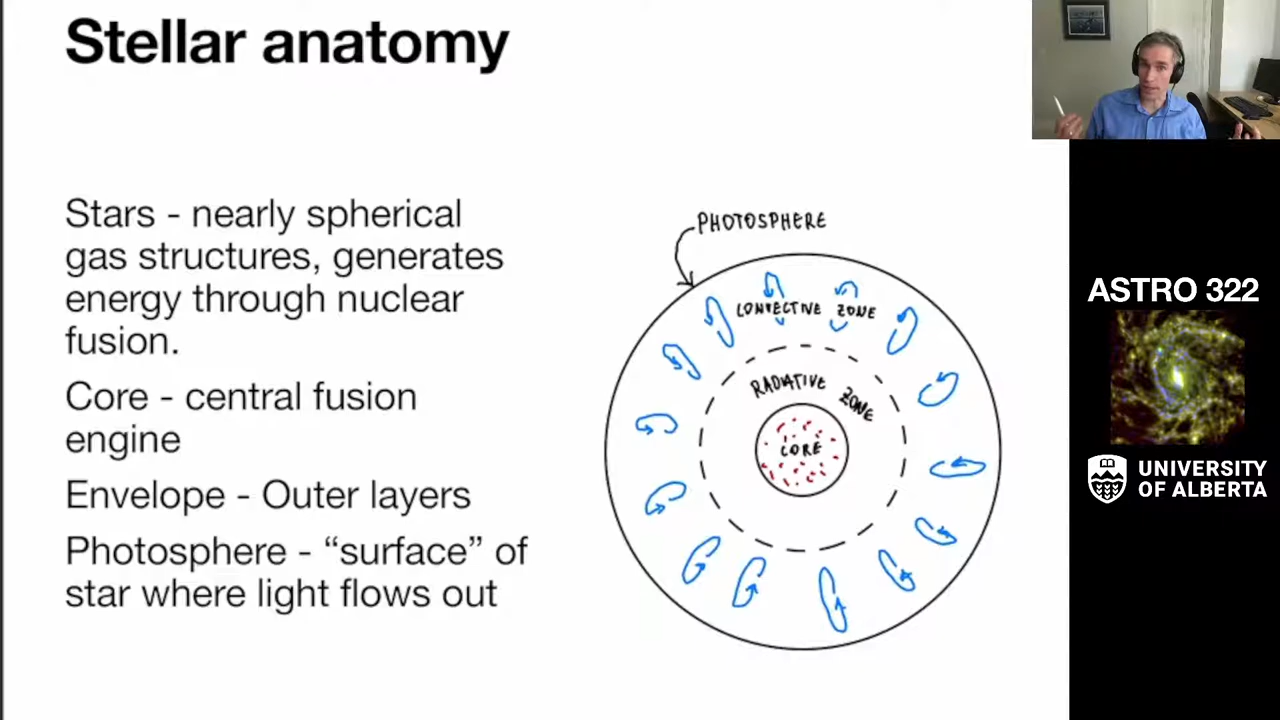 Stellar anatomy
Stars - nearly spherical
gas structures, generates
energy through nuclear
fusion.
Core - central fusion
engine
Envelope - Outer layers
Photosphere - “surface” of
star where light flows out
PHOTOSPHERE
CONVECTIVE ZONE
RADIATIVE ZONE
CORE
ASTRO 322
UNIVERSITY
OF ALBERTA